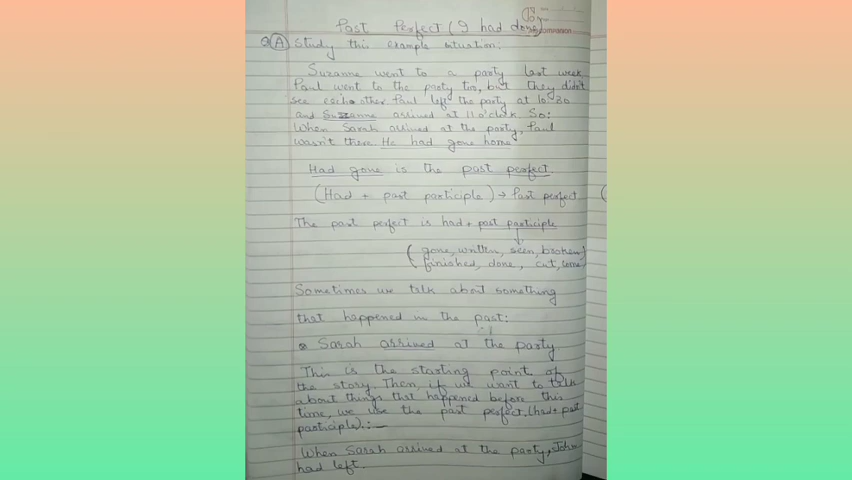 Past Perfect (I had done)
(A) Study this example situation.
Suzanne went to a party last week
Paul went to the party too, but they didn't
see each other Paul left the party at 10:30
and Suzzanne arrived at 11 o'clock So:
When Sarah arrived at the party, Paul
wasn't there. He had gone home
Had gone is the past perfect.
(Had + past participle) → Past perfect
The past perfect is had + past participle
(gone, written, seen, broken
finished, done, cut, come)
Sometimes we talk about something
that happened in the past:
Sarah arrived at the party
This is the starting point of
the story. Then, if we want to talk
about things that happened before this
time, we use the past perfect. (had + past
participle):—
When Sarah arrived at the party, John
had left.